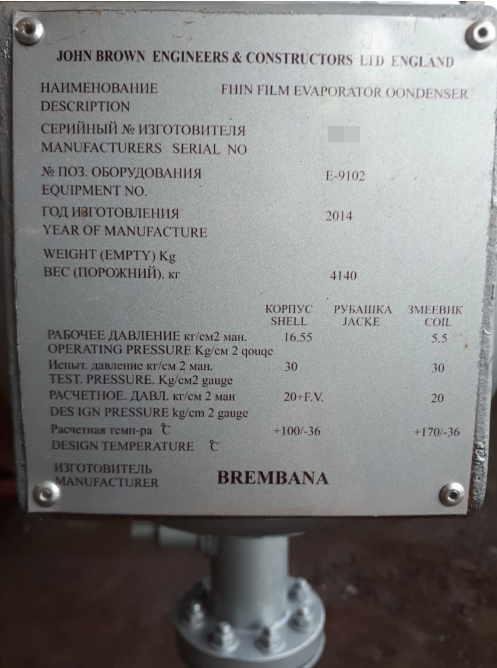 JOHN BROWN ENGINEERS & CONSTRUCTORS LTD ENGLAND
НАИМЕНОВАНИЕ FHIN FILM EVAPORATOR OONDENSER
DESCRIPTION
СЕРИЙНЫЙ № ИЗГОТОВИТЕЛЯ
MANUFACTURERS SERIAL NO
№ ПОЗ. ОБОРУДОВАНИЯ E-9102
EQUIPMENT NO.
ГОД ИЗГОТОВЛЕНИЯ 2014
YEAR OF MANUFACTURE
WEIGHT (EMPTY) Kg
ВЕС (ПОРОЖНИЙ). кг 4140
КОРПУС РУБАШКА ЗМЕЕВИК
SHELL JACKE COIL
РАБОЧЕЕ ДАВЛЕНИЕ кг/см2 ман. 16.55 5.5
OPERATING PRESSURE Kg/см 2 qouqe
Испыт. давление кг/см 2 ман. 30 30
TEST. PRESSURE. Kg/см2 gauge
РАСЧЕТНОЕ. ДАВЛ. кг/см 2 ман 20+F.V. 20
DES IGN PRESSURE kg/cm 2 gauge
Расчетная темп-ра ℃ +100/-36 +170/-36
DESIGN TEMPERATURE ℃
ИЗГОТОВИТЕЛЬ
MANUFACTURER BREMBANA